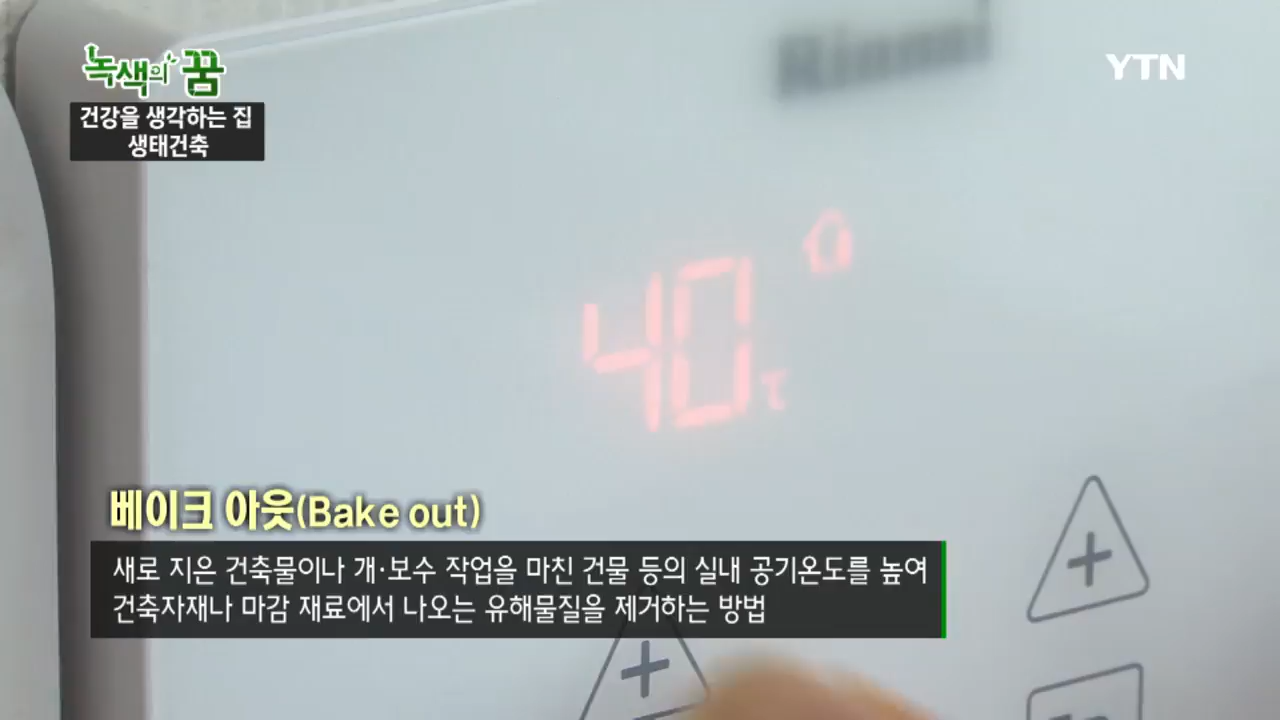 녹색의 꿈
YTN
건강을 생각하는 집
생태건축
Rinnai
40℃
베이크 아웃(Bake out)
새로 지은 건축물이나 개·보수 작업을 마친 건물 등의 실내 공기온도를 높여
건축자재나 마감 재료에서 나오는 유해물질을 제거하는 방법
+
+